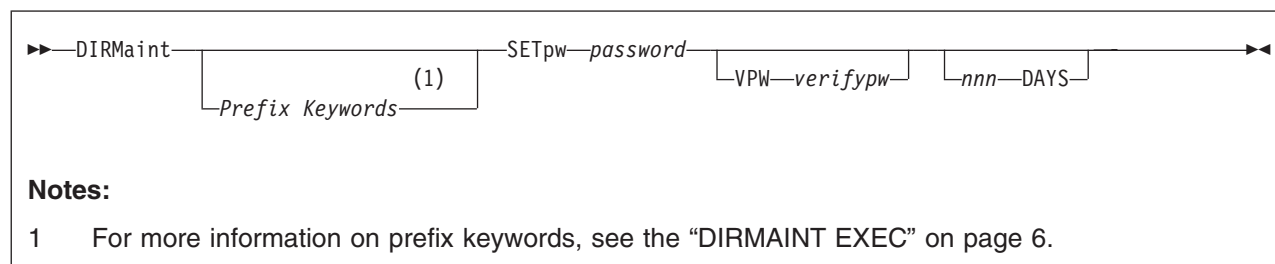 DIRMaint SETpw password
(1) VPW verifypw nnn DAYS
Prefix Keywords
Notes:
1 For more information on prefix keywords, see the “DIRMAINT EXEC” on page 6.